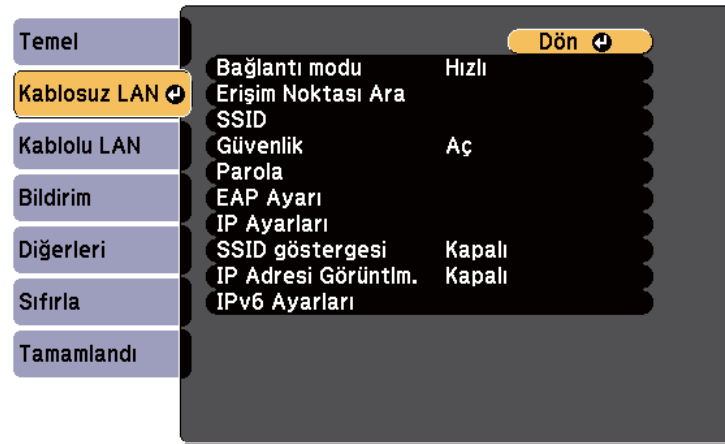 Temel
Kablosuz LAN
Kablolu LAN
Bildirim
Diğerleri
Sıfırla
Tamamlandı
Dön
Bağlantı modu Hızlı
Erişim Noktası Ara
SSID
Güvenlik Aç
Parola
EAP Ayarı
IP Ayarları
SSID göstergesi Kapalı
IP Adresi Görüntlm. Kapalı
IPv6 Ayarları